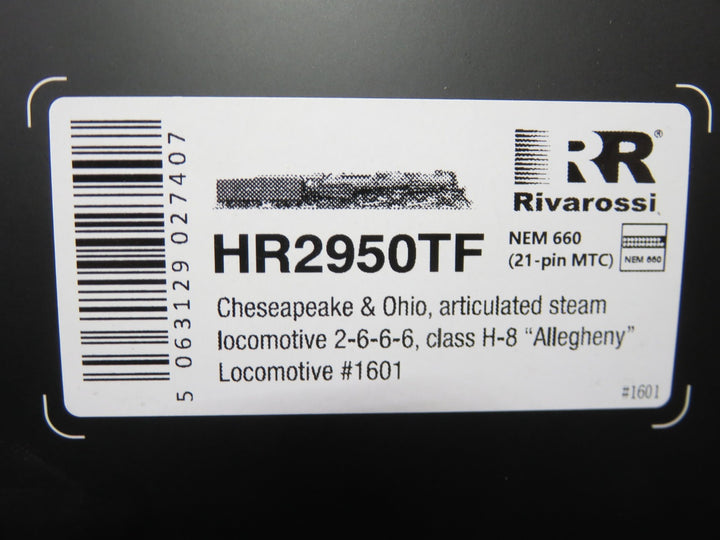 5 063129 027407
RR®
Rivarossi
HR2950TF
NEM 660
(21-pin MTC)
NEM 660
Cheseapeake & Ohio, articulated steam
locomotive 2-6-6-6, class H-8 “Allegheny”
Locomotive #1601
#1601